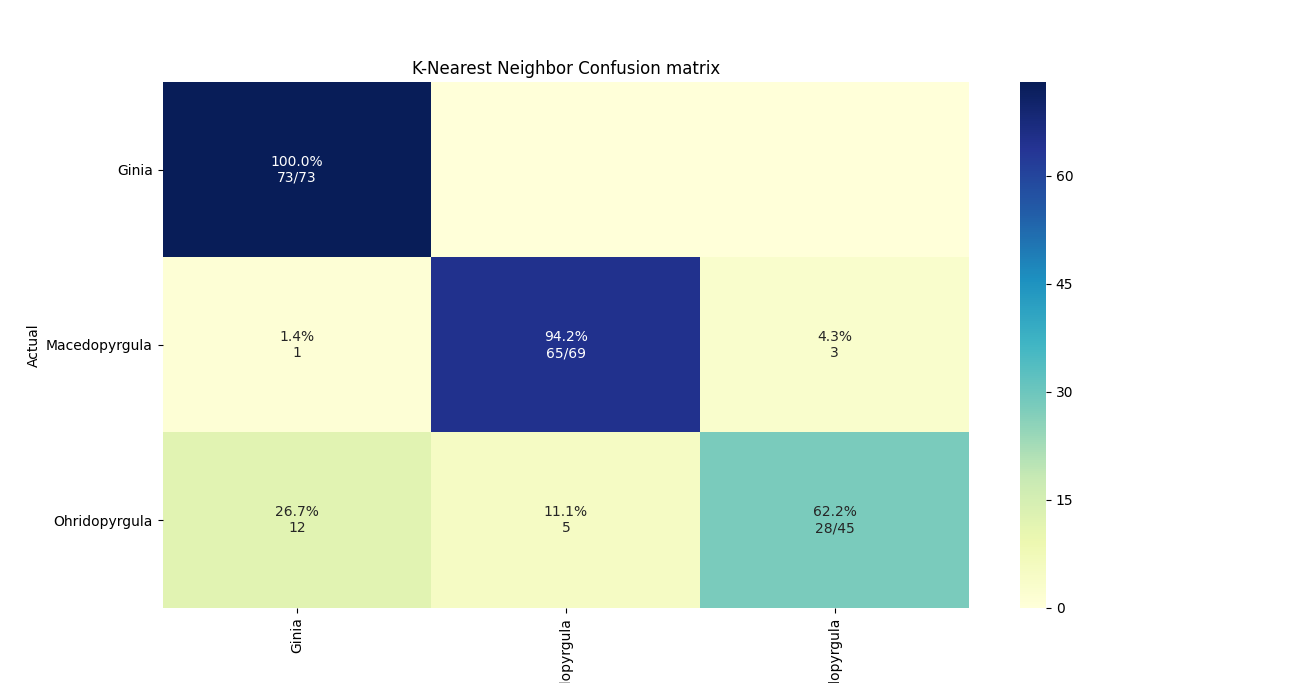 K-Nearest Neighbor Confusion matrix
Actual
Ginia
100.0%
73/73
Macedopyrgula
1.4%
1
94.2%
65/69
4.3%
3
Ohridopyrgula
26.7%
12
11.1%
5
62.2%
28/45
Ginia
lopyrgula
lopyrgula
60
45
30
15
0